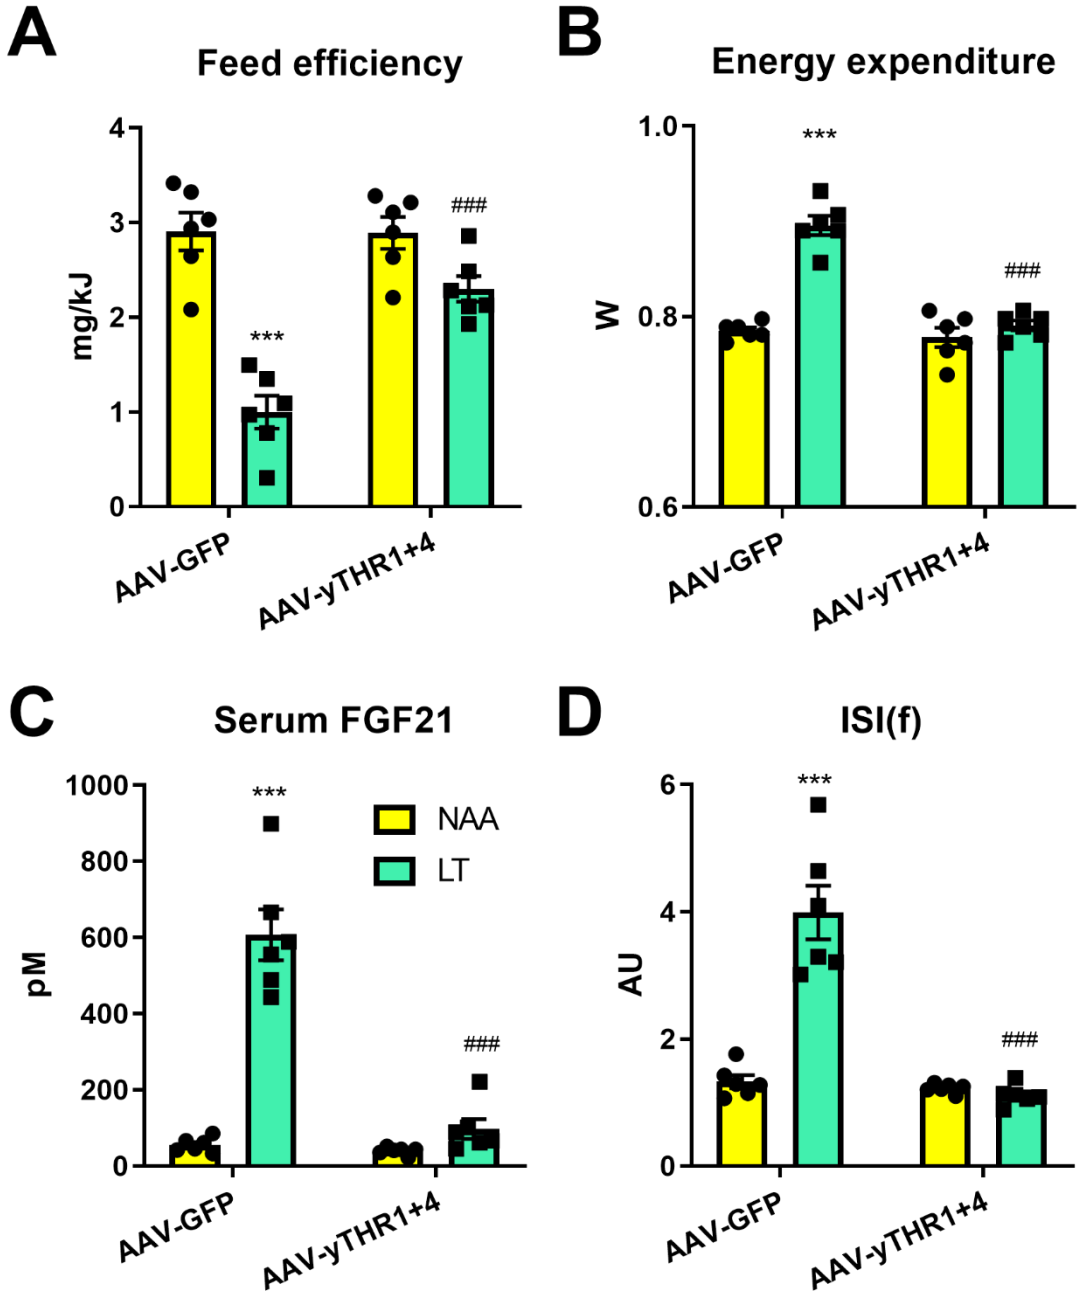 A
Feed efficiency
mg/kJ
4
3
2
1
0
***
###
AAV-GFP
AAV-yTHR1+4
B
Energy expenditure
W
1.0
0.8
0.6
***
###
AAV-GFP
AAV-yTHR1+4
C
Serum FGF21
pM
1000
800
600
400
200
0
***
###
NAA
LT
AAV-GFP
AAV-yTHR1+4
D
ISI(f)
AU
6
4
2
0
***
###
AAV-GFP
AAV-yTHR1+4